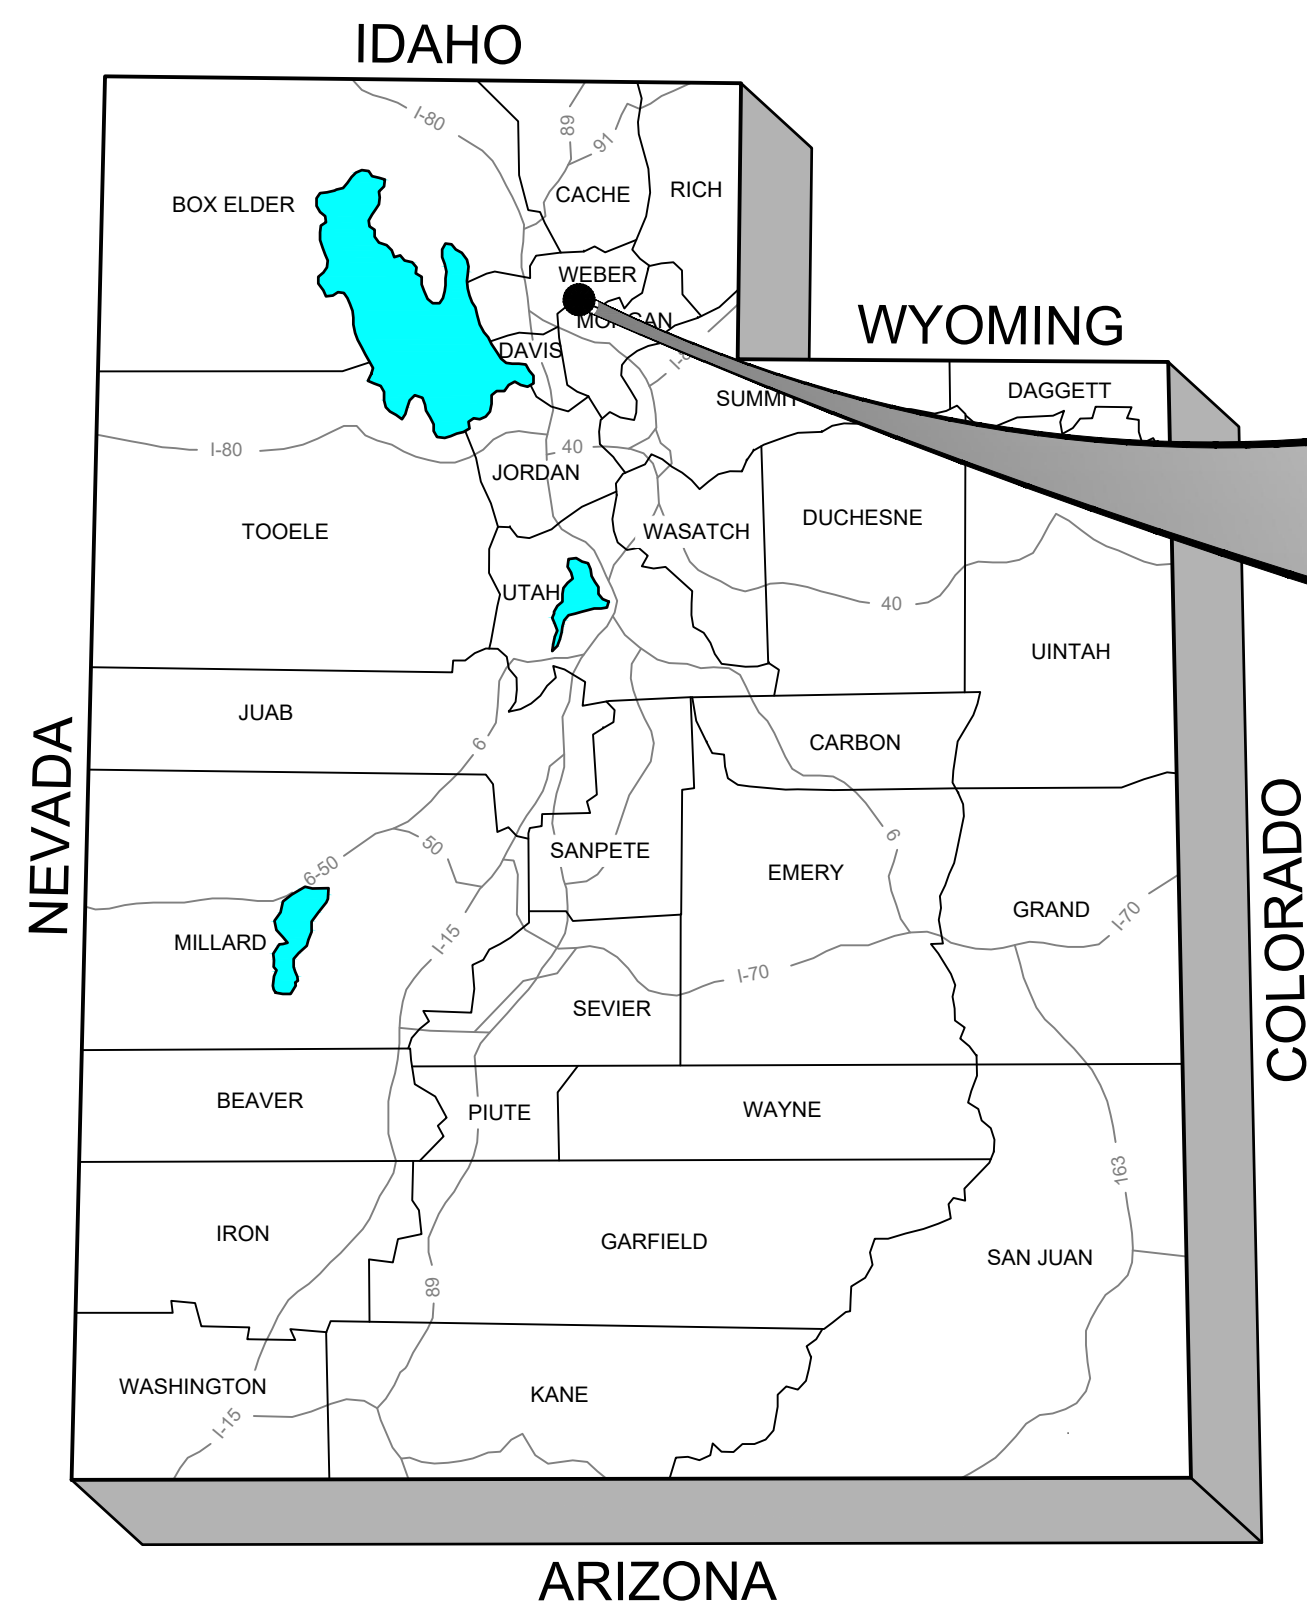 IDAHO
I-80
89
91
BOX ELDER
CACHE
RICH
WEBER
WYOMING
MORGAN
DAVIS
SUMMIT
DAGGETT
I-80
40
JORDAN
TOOELE
WASATCH
DUCHESNE
UTAH
40
UINTAH
JUAB
6
CARBON
NEVADA
50
6-50
SANPETE
6
EMERY
GRAND
I-70
COLORADO
MILLARD
I-15
I-70
SEVIER
BEAVER
PIUTE
WAYNE
163
IRON
GARFIELD
SAN JUAN
89
WASHINGTON
KANE
I-15
ARIZONA